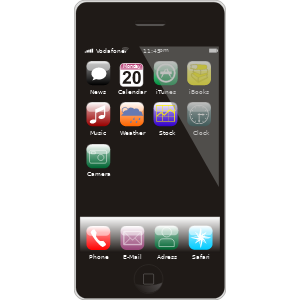 Vodafone 11:45am
Monday
20
News Calendar iTunes iBooks
Music Weather Stock Clock
Camera
Phone E-Mail Adress Safari